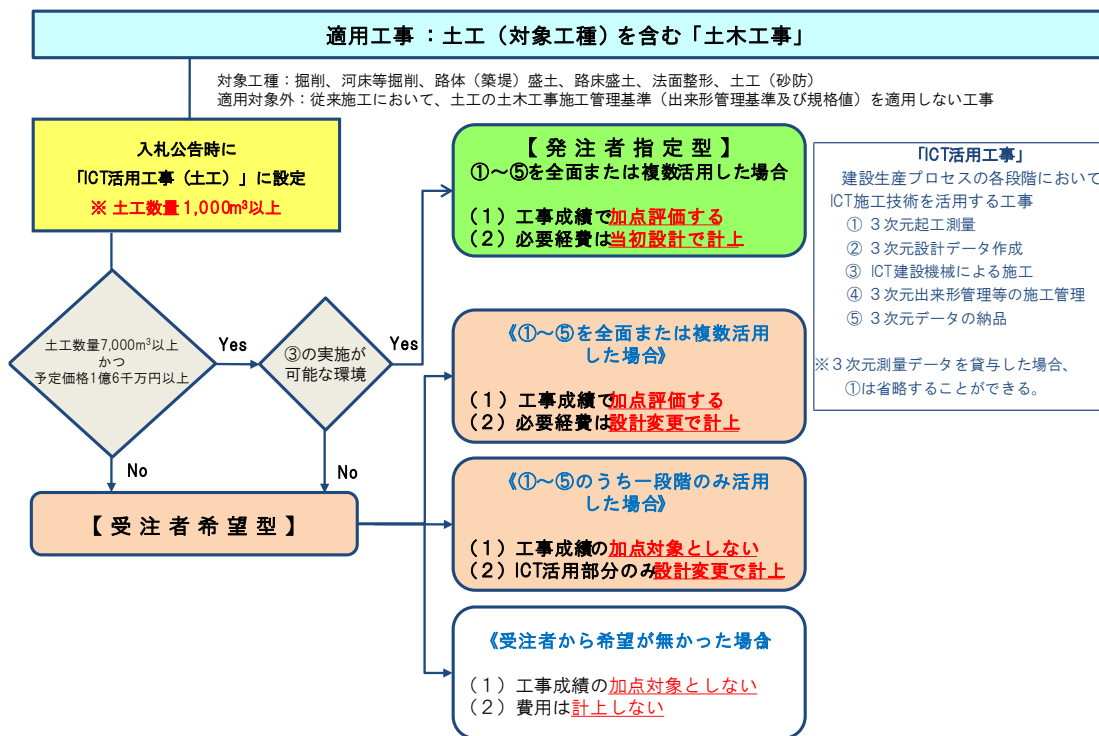 適用工事 ：土工（対象工種）を含む「土木工事」
対象工種：掘削、河床等掘削、路体（築堤）盛土、路床盛土、法面整形、土工（砂防）
適用対象外：従来施工において、土工の土木工事施工管理基準（出来形管理基準及び規格値）を適用しない工事
入札公告時に
「ICT活用工事（土工）」に設定
※ 土工数量 1,000m³以上
土工数量7,000m³以上
かつ
予定価格1億6千万円以上
Yes
No
③の実施が
可能な環境
Yes
No
【 受 注 者 希 望 型 】
【 発 注 者 指 定 型 】
①～⑤を全面または複数活用した場合
（１）工事成績で加点評価する
（２）必要経費は当初設計で計上
《①～⑤を全面または複数活用
した場合》
（１）工事成績で加点評価する
（２）必要経費は設計変更で計上
《①～⑤のうち一段階のみ活用
した場合》
（１）工事成績の加点対象としない
（２）ICT活用部分のみ設計変更で計上
《受注者から希望が無かった場合》
（１）工事成績の加点対象としない
（２）費用は計上しない
「ICT活用工事」
建設生産プロセスの各段階において
ICT施工技術を活用する工事
① ３次元起工測量
② ３次元設計データ作成
③ ICT建設機械による施工
④ ３次元出来形管理等の施工管理
⑤ ３次元データの納品
※３次元測量データを貸与した場合、
①は省略することができる。